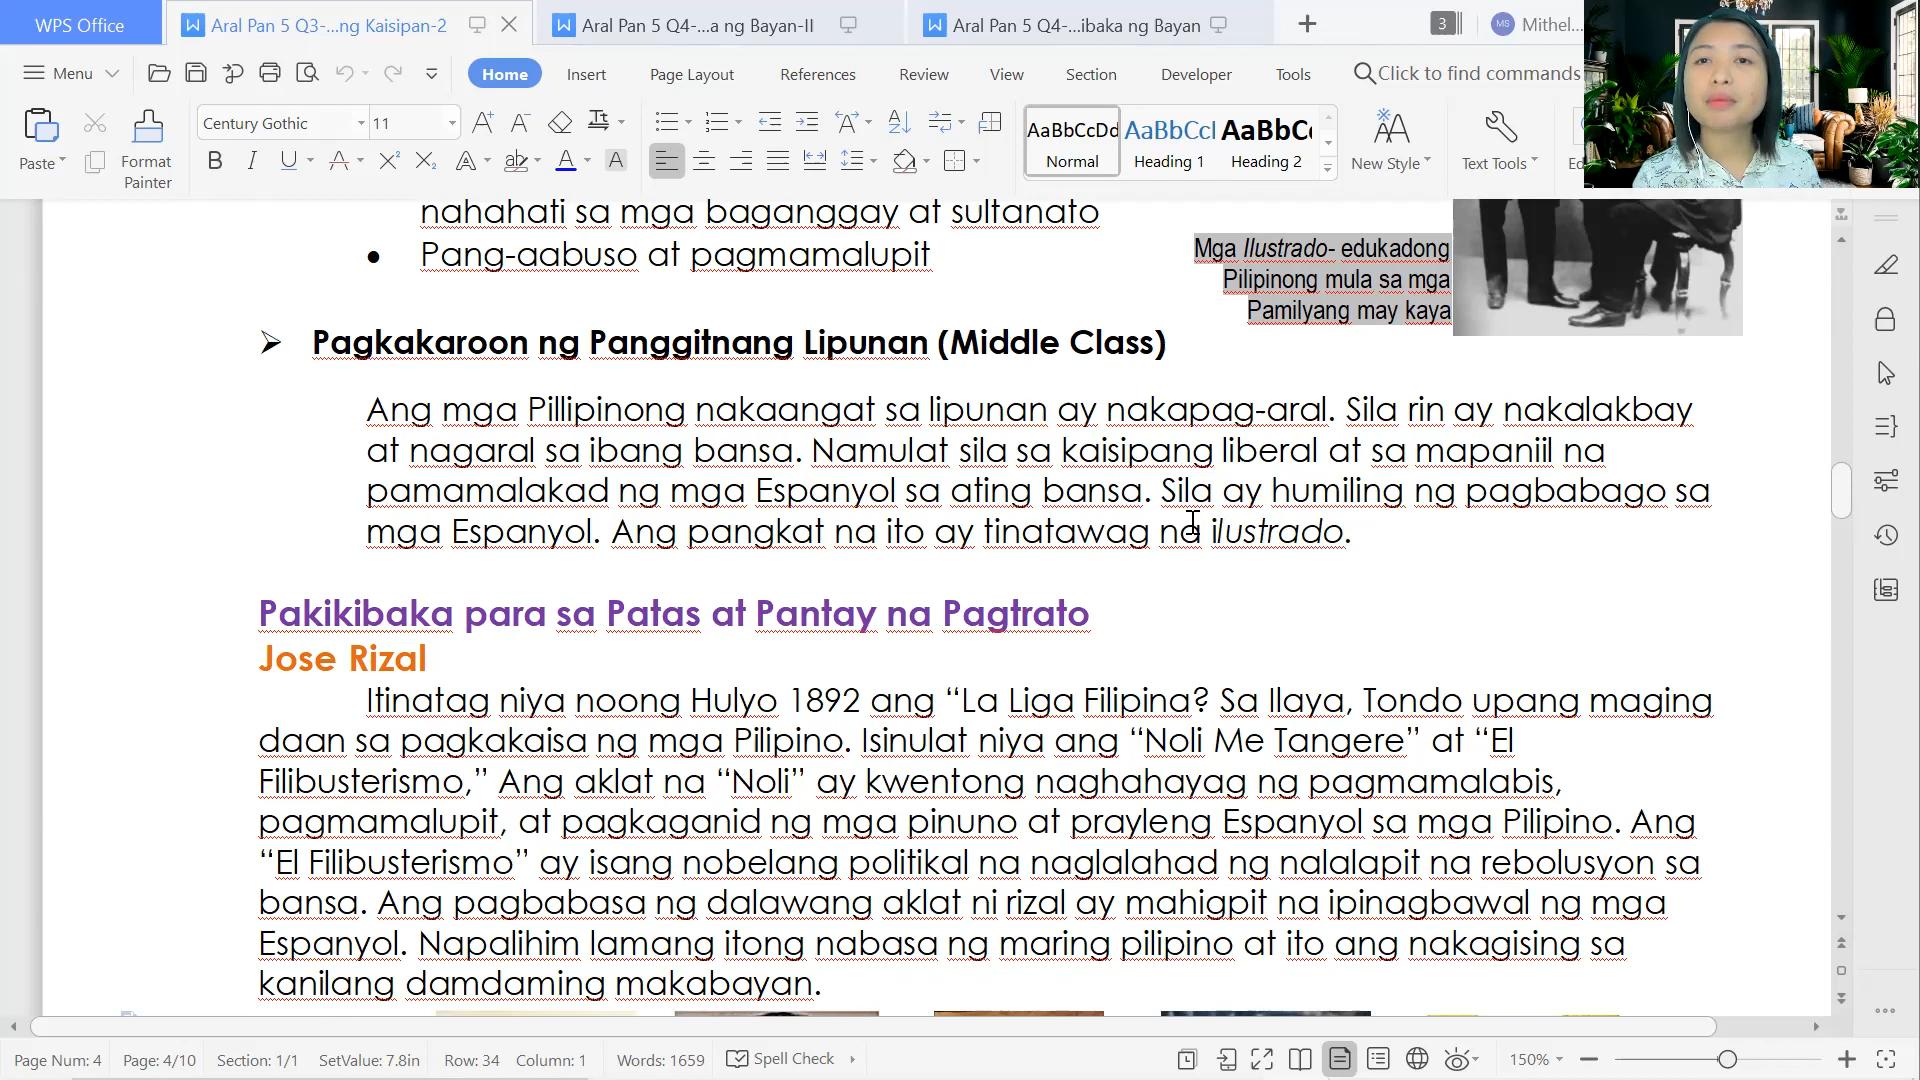 WPS Office
Aral Pan 5 Q3-...ng Kaisipan-2
Aral Pan 5 Q4-...a ng Bayan-II
Aral Pan 5 Q4-...ibaka ng Bayan
3
MS
Mithel...
Menu
Home
Insert
Page Layout
References
Review
View
Section
Developer
Tools
Click to find commands
Paste
Format
Painter
Century Gothic
11
AaBbCcDd
AaBbCcl
AaBbCc
Normal
Heading 1
Heading 2
New Style
Text Tools
nahahati sa mga baganggay at sultanato
• Pang-aabuso at pagmamalupit
Mga Ilustrado- edukadong
Pilipinong mula sa mga
Pamilyang may kaya
➢ Pagkakaroon ng Panggitnang Lipunan (Middle Class)
Ang mga Pillipinong nakaangat sa lipunan ay nakapag-aral. Sila rin ay nakalakbay
at nagaral sa ibang bansa. Namulat sila sa kaisipang liberal at sa mapaniil na
pamamalakad ng mga Espanyol sa ating bansa. Sila ay humiling ng pagbabago sa
mga Espanyol. Ang pangkat na ito ay tinatawag na ilustrado.
Pakikibaka para sa Patas at Pantay na Pagtrato
Jose Rizal
Itinatag niya noong Hulyo 1892 ang “La Liga Filipina? Sa Ilaya, Tondo upang maging
daan sa pagkakaisa ng mga Pilipino. Isinulat niya ang “Noli Me Tangere” at “El
Filibusterismo,” Ang aklat na “Noli” ay kwentong naghahayag ng pagmamalabis,
pagmamalupit, at pagkaganid ng mga pinuno at prayleng Espanyol sa mga Pilipino. Ang
“El Filibusterismo” ay isang nobelang politikal na naglalahad ng nalalapit na rebolusyon sa
bansa. Ang pagbabasa ng dalawang aklat ni rizal ay mahigpit na ipinagbawal ng mga
Espanyol. Napalihim lamang itong nabasa ng maring pilipino at ito ang nakagising sa
kanilang damdaming makabayan.
Page Num: 4
Page: 4/10
Section: 1/1
SetValue: 7.8in
Row: 34
Column: 1
Words: 1659
Spell Check
150%